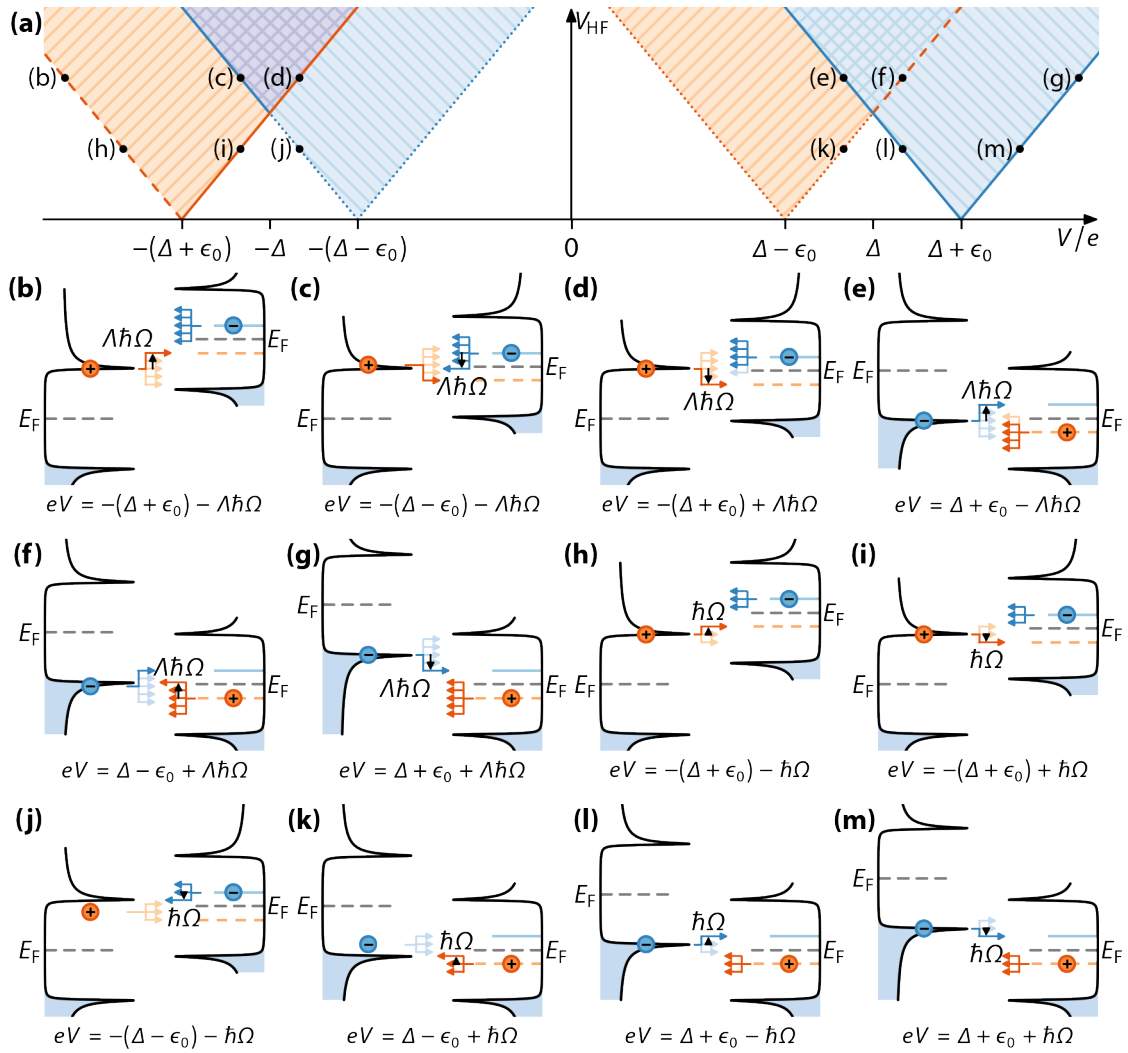 (a)
V_HF
(b) (c) (d) (e) (f) (g)
(h) (i) (j) (k) (l) (m)
−(Δ + ϵ₀) −Δ −(Δ − ϵ₀) 0 Δ − ϵ₀ Δ Δ + ϵ₀ V/e
(b) (c) (d) (e)
ΛħΩ − E_F + E_F
+ − E_F ΛħΩ E_F
+ − E_F ΛħΩ E_F
E_F ΛħΩ − E_F +
eV = −(Δ + ϵ₀) − ΛħΩ
eV = −(Δ − ϵ₀) − ΛħΩ
eV = −(Δ + ϵ₀) + ΛħΩ
eV = Δ + ϵ₀ − ΛħΩ
(f) (g) (h) (i)
E_F ΛħΩ − E_F +
E_F − ΛħΩ E_F +
ħΩ − E_F + E_F
− E_F + ħΩ E_F
eV = Δ − ϵ₀ + ΛħΩ
eV = Δ + ϵ₀ + ΛħΩ
eV = −(Δ + ϵ₀) − ħΩ
eV = −(Δ + ϵ₀) + ħΩ
(j) (k) (l) (m)
− + ħΩ E_F E_F
E_F − ħΩ E_F +
E_F ħΩ − E_F +
E_F − ħΩ E_F +
eV = −(Δ − ϵ₀) − ħΩ
eV = Δ − ϵ₀ + ħΩ
eV = Δ + ϵ₀ − ħΩ
eV = Δ + ϵ₀ + ħΩ